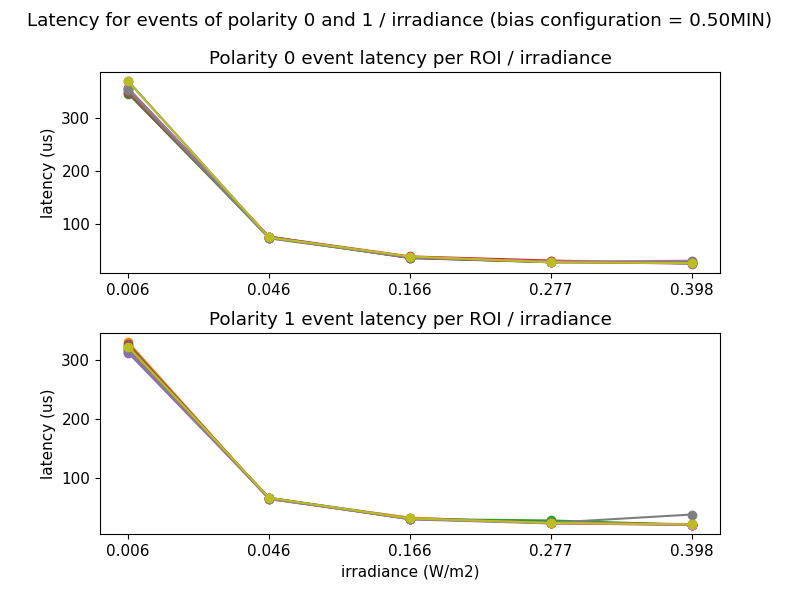 Latency for events of polarity 0 and 1 / irradiance (bias configuration = 0.50MIN)
Polarity 0 event latency per ROI / irradiance
latency (us)
300
200
100
0.006 0.046 0.166 0.277 0.398
Polarity 1 event latency per ROI / irradiance
latency (us)
300
200
100
0.006 0.046 0.166 0.277 0.398
irradiance (W/m2)